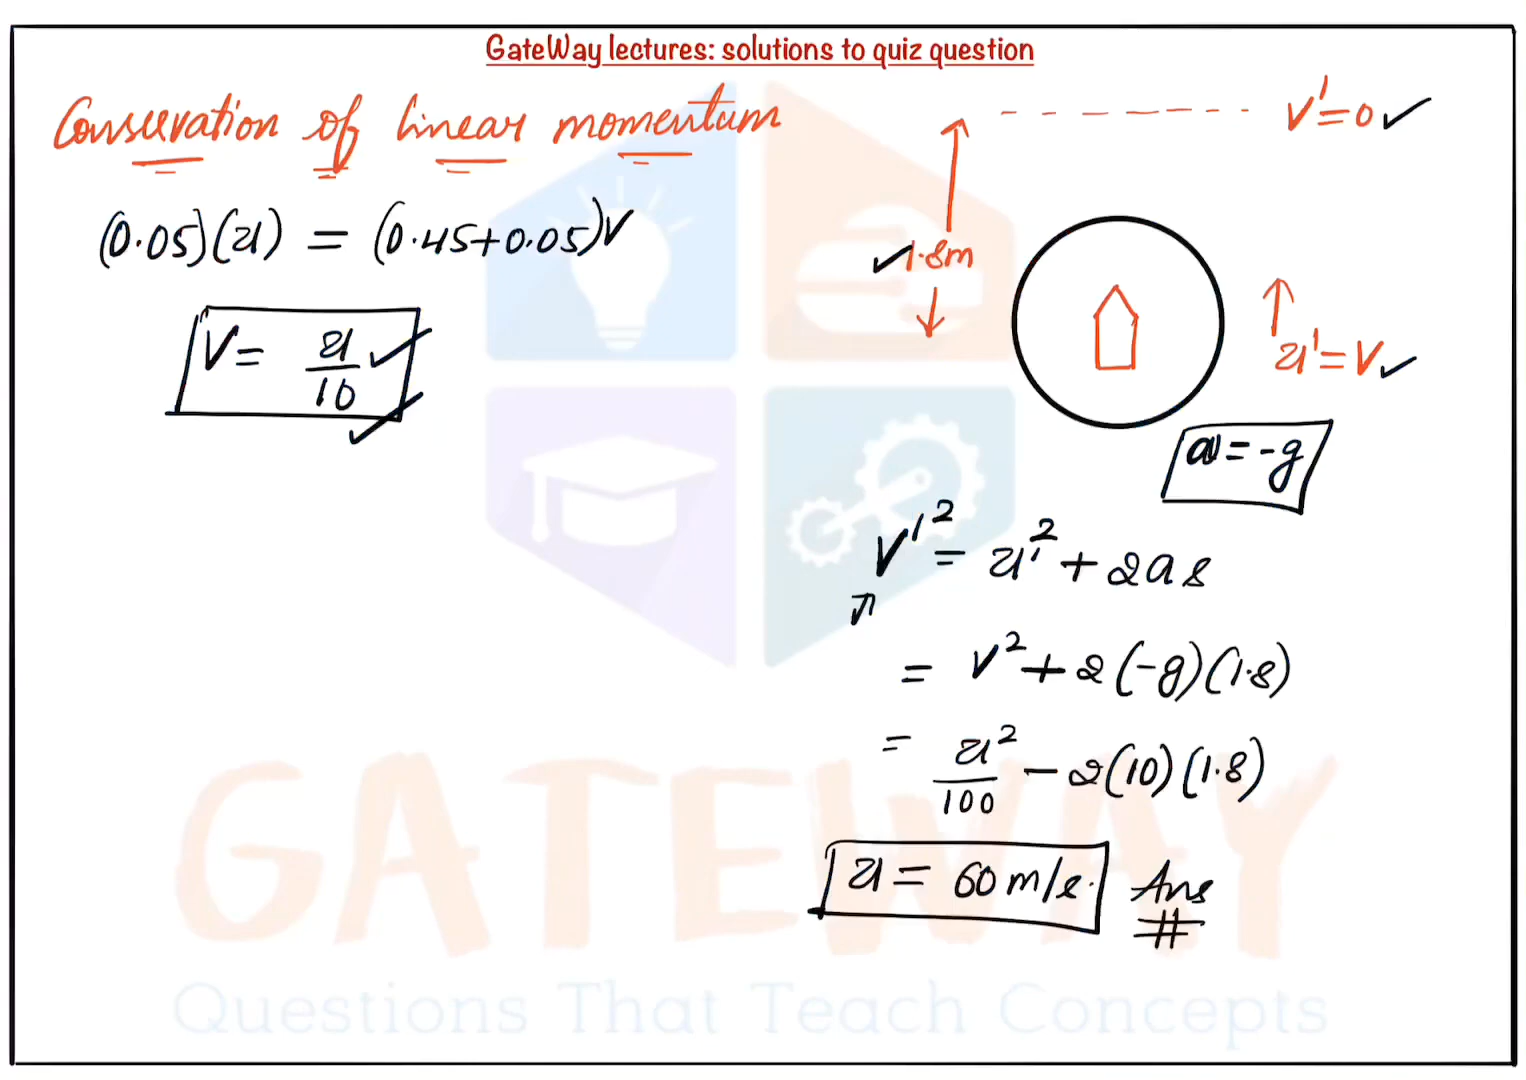 GateWay lectures: solutions to quiz question
Conservation of linear momentum
(0.05)(u) = (0.45+0.05)V
V = u/10
V' = 0
1.8m
u' = V
a = -g
V'² = u'² + 2as
= V² + 2(-g)(1.8)
= u²/100 - 2(10)(1.8)
u = 60 m/s. Ans
GATEWAY
Questions That Teach Concepts